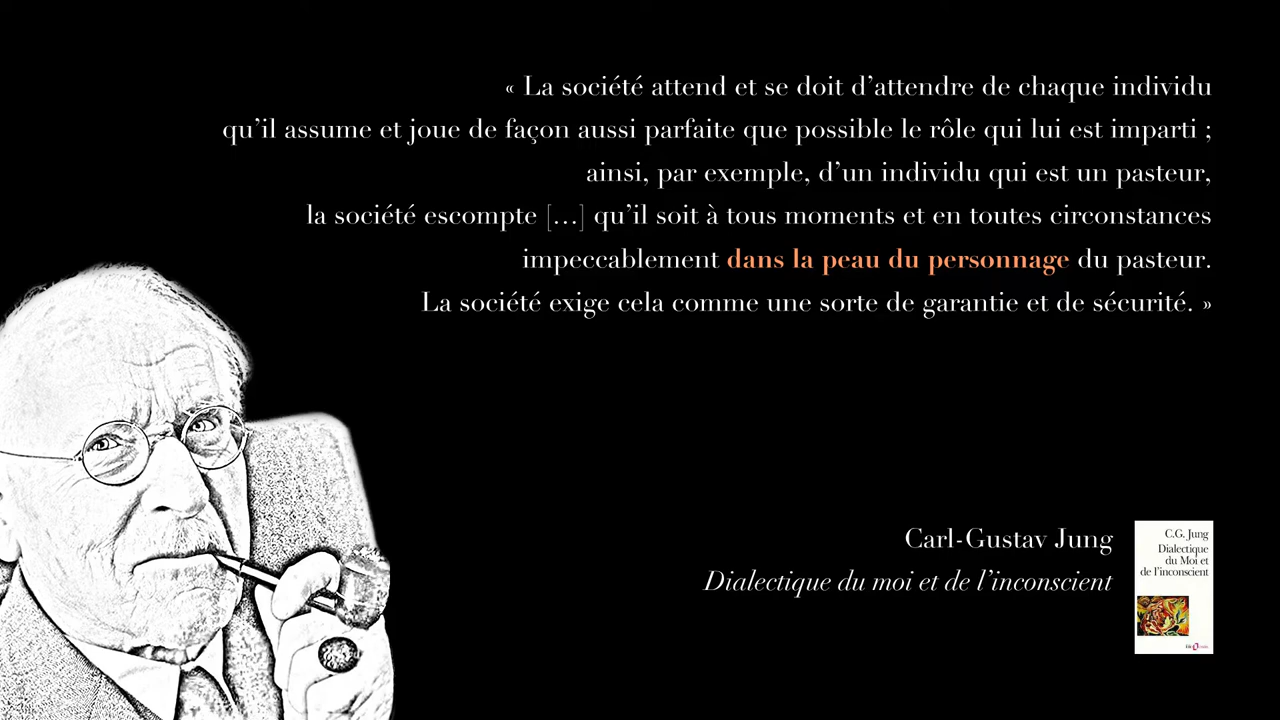 « La société attend et se doit d’attendre de chaque individu
qu’il assume et joue de façon aussi parfaite que possible le rôle qui lui est imparti ;
ainsi, par exemple, d’un individu qui est un pasteur,
la société escompte […] qu’il soit à tous moments et en toutes circonstances
impeccablement dans la peau du personnage du pasteur.
La société exige cela comme une sorte de garantie et de sécurité. »
Carl-Gustav Jung
Dialectique du moi et de l’inconscient
C.G. Jung
Dialectique
du Moi et
de l’inconscient